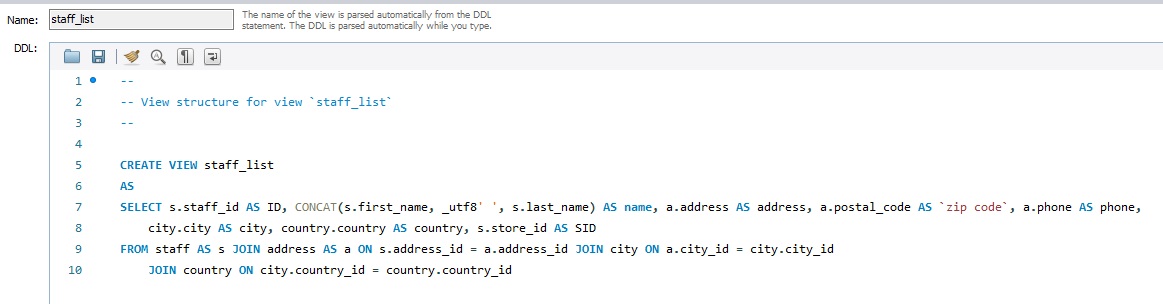 Name:
staff_list
The name of the view is parsed automatically from the DDL
statement. The DDL is parsed automatically while you type.
DDL:
1 --
2 -- View structure for view `staff_list`
3 --
4
5 CREATE VIEW staff_list
6 AS
7 SELECT s.staff_id AS ID, CONCAT(s.first_name, _utf8' ', s.last_name) AS name, a.address AS address, a.postal_code AS `zip code`, a.phone AS phone,
8 city.city AS city, country.country AS country, s.store_id AS SID
9 FROM staff AS s JOIN address AS a ON s.address_id = a.address_id JOIN city ON a.city_id = city.city_id
10 JOIN country ON city.country_id = country.country_id